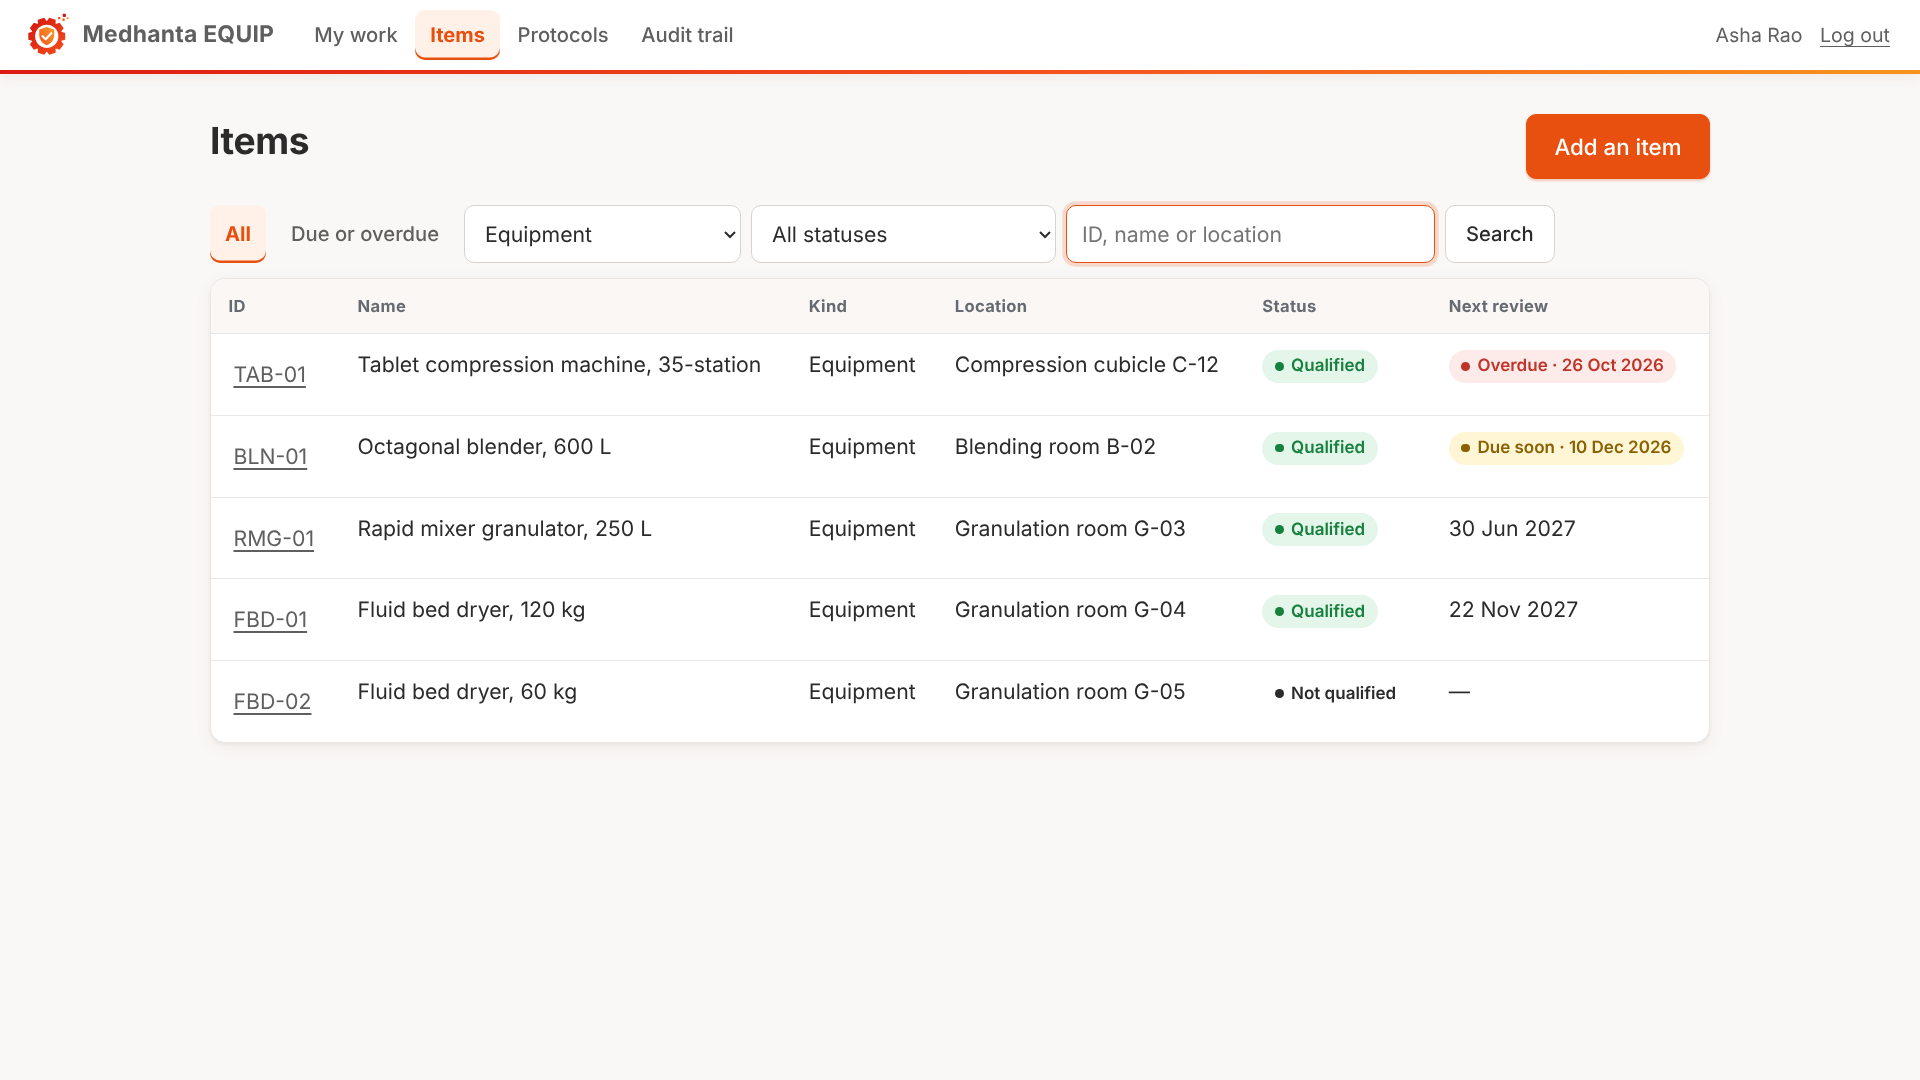 Medhanta EQUIP My work Items Protocols Audit trail Asha Rao Log out
Items Add an item
All Due or overdue Equipment All statuses ID, name or location Search
ID Name Kind Location Status Next review
TAB-01 Tablet compression machine, 35-station Equipment Compression cubicle C-12 Qualified Overdue · 26 Oct 2026
BLN-01 Octagonal blender, 600 L Equipment Blending room B-02 Qualified Due soon · 10 Dec 2026
RMG-01 Rapid mixer granulator, 250 L Equipment Granulation room G-03 Qualified 30 Jun 2027
FBD-01 Fluid bed dryer, 120 kg Equipment Granulation room G-04 Qualified 22 Nov 2027
FBD-02 Fluid bed dryer, 60 kg Equipment Granulation room G-05 Not qualified —